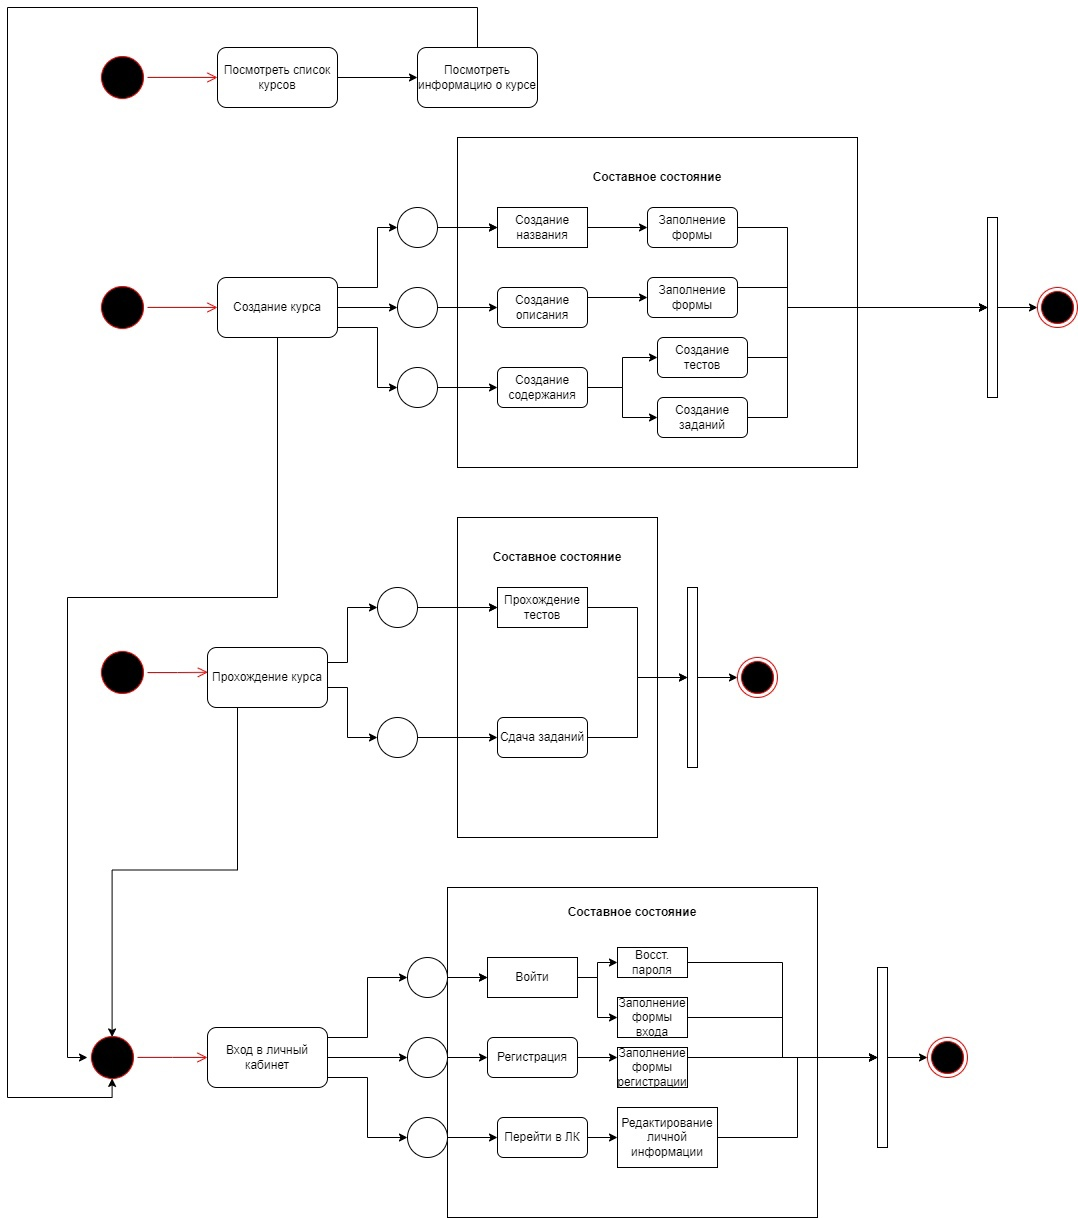 Посмотреть список
курсов
Посмотреть
информацию о курсе
Составное состояние
Создание
названия
Заполнение
формы
Создание курса
Создание
описания
Заполнение
формы
Создание
содержания
Создание
тестов
Создание
заданий
Составное состояние
Прохождение
тестов
Прохождение курса
Сдача заданий
Составное состояние
Войти
Восст.
пароля
Заполнение
формы
входа
Вход в личный
кабинет
Регистрация
Заполнение
формы
регистрации
Перейти в ЛК
Редактирование
личной
информации